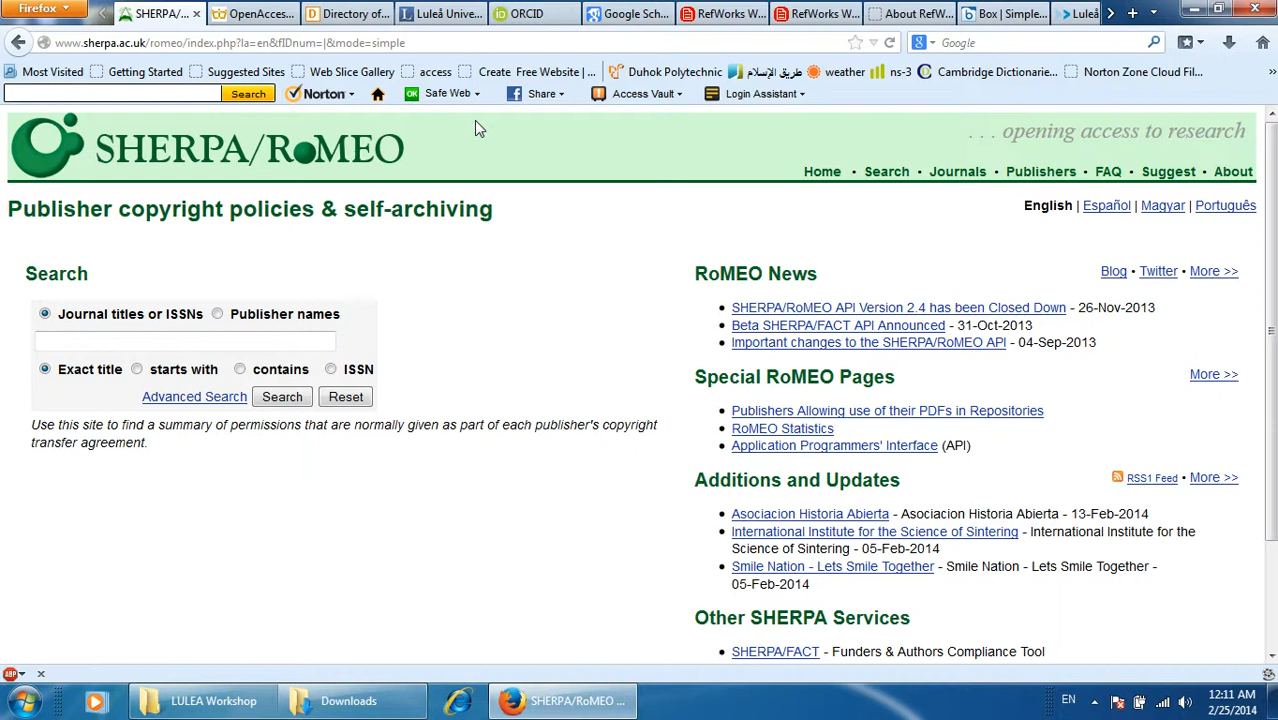 Firefox
SHERPA/...
OpenAcces...
Directory of...
Luleå Unive...
ORCID
Google Sch...
RefWorks W...
RefWorks W...
About RefW...
Box | Simple...
Luleå
www.sherpa.ac.uk/romeo/index.php?la=en&fIDnum=|&mode=simple
Google
Most Visited Getting Started Suggested Sites Web Slice Gallery access Create Free Website | ... Duhok Polytechnic طريق الإسلام weather ns-3 Cambridge Dictionarie... Norton Zone Cloud Fil...
Search Norton OK Safe Web Share Access Vault Login Assistant
SHERPA/RoMEO
. . . opening access to research
Home • Search • Journals • Publishers • FAQ • Suggest • About
Publisher copyright policies & self-archiving
English | Español | Magyar | Português
Search
Journal titles or ISSNs Publisher names
Exact title starts with contains ISSN
Advanced Search Search Reset
Use this site to find a summary of permissions that are normally given as part of each publisher's copyright
transfer agreement.
RoMEO News
Blog • Twitter • More >>
SHERPA/RoMEO API Version 2.4 has been Closed Down - 26-Nov-2013
Beta SHERPA/FACT API Announced - 31-Oct-2013
Important changes to the SHERPA/RoMEO API - 04-Sep-2013
Special RoMEO Pages
More >>
Publishers Allowing use of their PDFs in Repositories
RoMEO Statistics
Application Programmers' Interface (API)
Additions and Updates
RSS1 Feed • More >>
Asociacion Historia Abierta - Asociacion Historia Abierta - 13-Feb-2014
International Institute for the Science of Sintering - International Institute for the
Science of Sintering - 05-Feb-2014
Smile Nation - Lets Smile Together - Smile Nation - Lets Smile Together -
05-Feb-2014
Other SHERPA Services
SHERPA/FACT - Funders & Authors Compliance Tool
ABP
LULEA Workshop
Downloads
SHERPA/RoMEO ...
EN
12:11 AM
2/25/2014